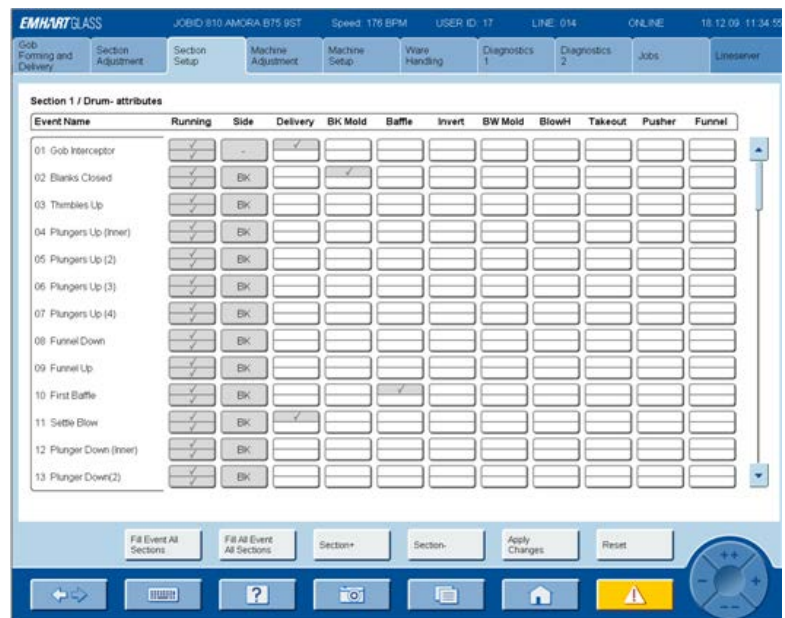 EMHARTGLASS JOBID 810 AMORA B75 9ST Speed: 176 BPM USER ID: 17 LINE: 014 ONLINE 18.12.09 11:34:55
Gob Forming and Delivery
Section Adjustment
Section Setup
Machine Adjustment
Machine Setup
Ware Handling
Diagnostics 1
Diagnostics 2
Jobs
Lineserver
Section 1 / Drum- attributes
Event Name Running Side Delivery BK Mold Baffle Invert BW Mold BlowH Takeout Pusher Funnel
01 Gob Interceptor ✓ ✓ - ✓
02 Blanks Closed ✓ ✓ BK ✓
03 Thimbles Up ✓ ✓ BK
04 Plungers Up (Inner) ✓ ✓ BK
05 Plungers Up (2) ✓ ✓ BK
06 Plungers Up (3) ✓ ✓ BK
07 Plungers Up (4) ✓ ✓ BK
08 Funnel Down ✓ ✓ BK
09 Funnel Up ✓ ✓ BK
10 First Baffle ✓ ✓ BK ✓
11 Settle Blow ✓ ✓ BK ✓
12 Plunger Down (Inner) ✓ ✓ BK
13 Plunger Down(2) ✓ ✓ BK
Fill Event All Sections
Fill All Event All Sections
Section+
Section-
Apply Changes
Reset
++
- +
--
?
!